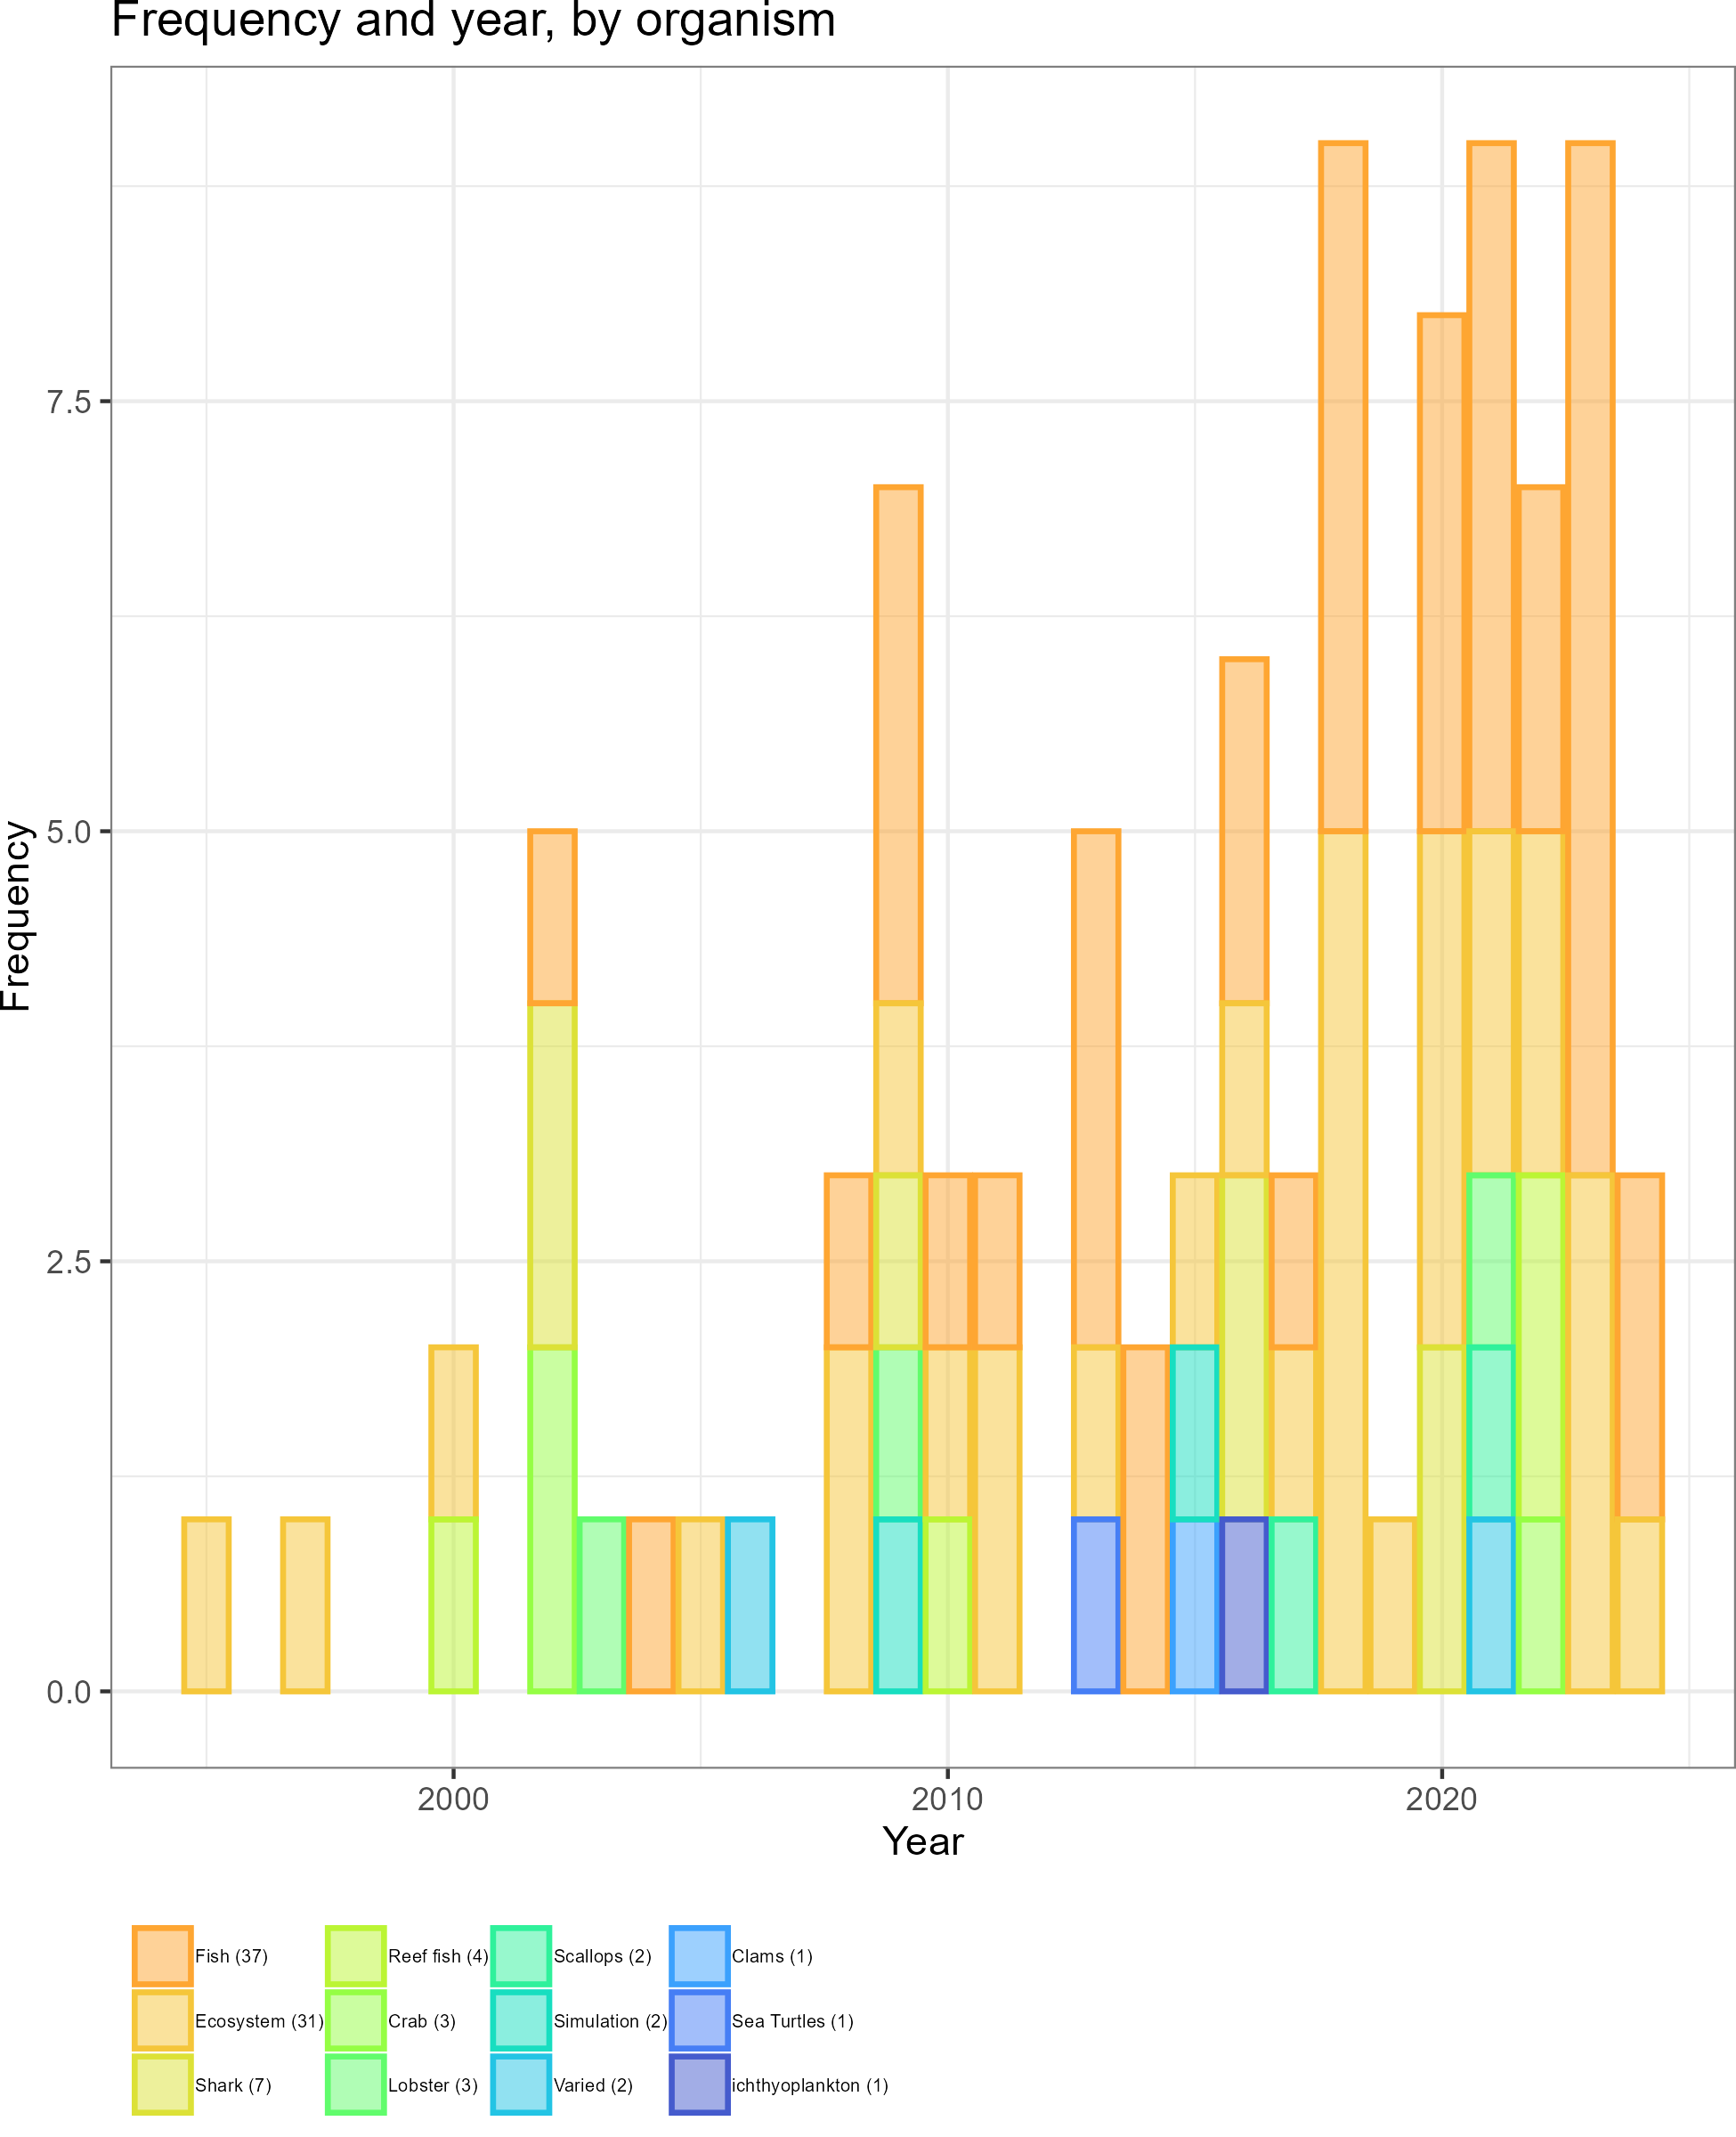 Frequency and year, by organism
Frequency
7.5
5.0
2.5
0.0
2000 2010 2020
Year
Fish (37) Reef fish (4) Scallops (2) Clams (1)
Ecosystem (31) Crab (3) Simulation (2) Sea Turtles (1)
Shark (7) Lobster (3) Varied (2) ichthyoplankton (1)